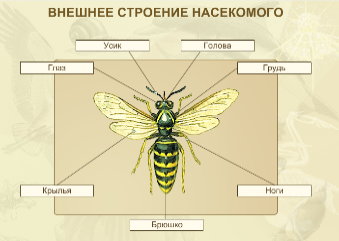 ВНЕШНЕЕ СТРОЕНИЕ НАСЕКОМОГО
Усик
Голова
Глаз
Грудь
Крылья
Ноги
Брюшко